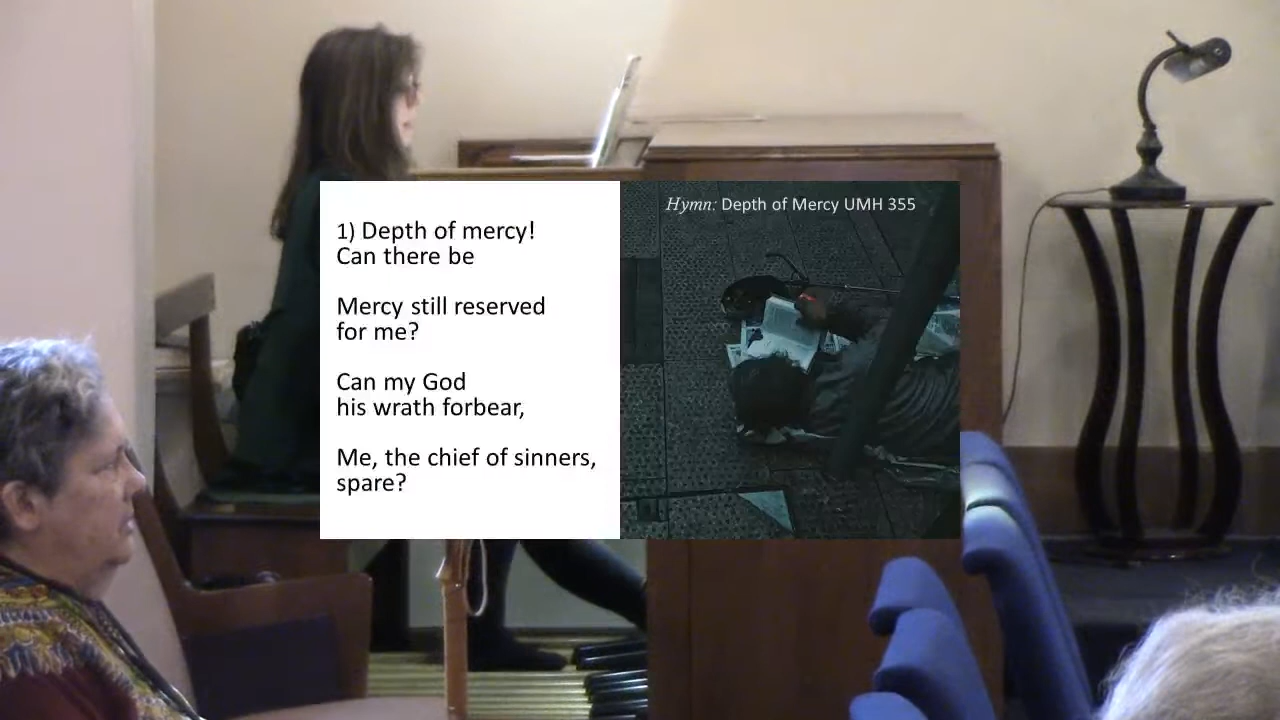 1) Depth of mercy!
Can there be
Mercy still reserved
for me?
Can my God
his wrath forbear,
Me, the chief of sinners,
spare?
Hymn: Depth of Mercy UMH 355